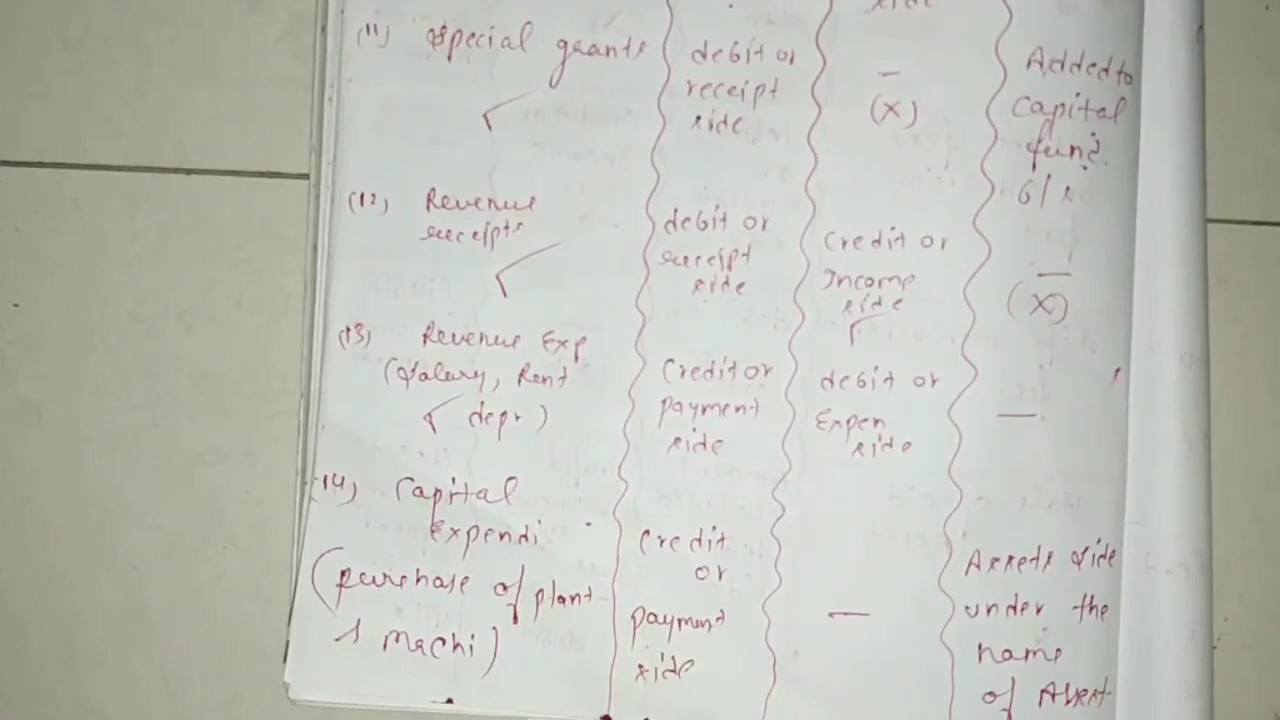 (11) Special grants
debit or
receipt
side
—
(X)
Added to
Capital
fund.
(12) Revenue
receipts
debit or
receipt
side
Credit or
Income
side
—
(X)
(13) Revenue Exp
(Salary, Rent
depr)
Credit or
payment
side
debit or
Expen
side
—
(14) Capital
Expendi
(purchase of plant
& Machi)
Credit
or
payment
side
—
Assets side
under the
name
of Asset